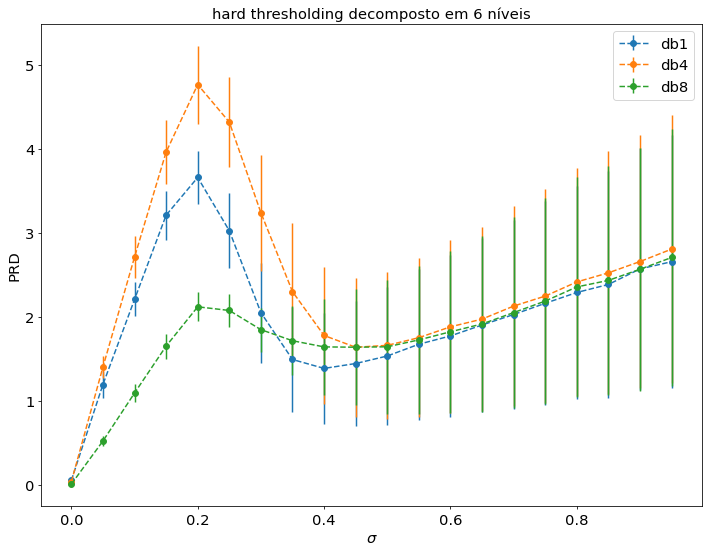 hard thresholding decomposto em 6 níveis
db1
db4
db8
PRD
5
4
3
2
1
0
0.0 0.2 0.4 0.6 0.8
σ